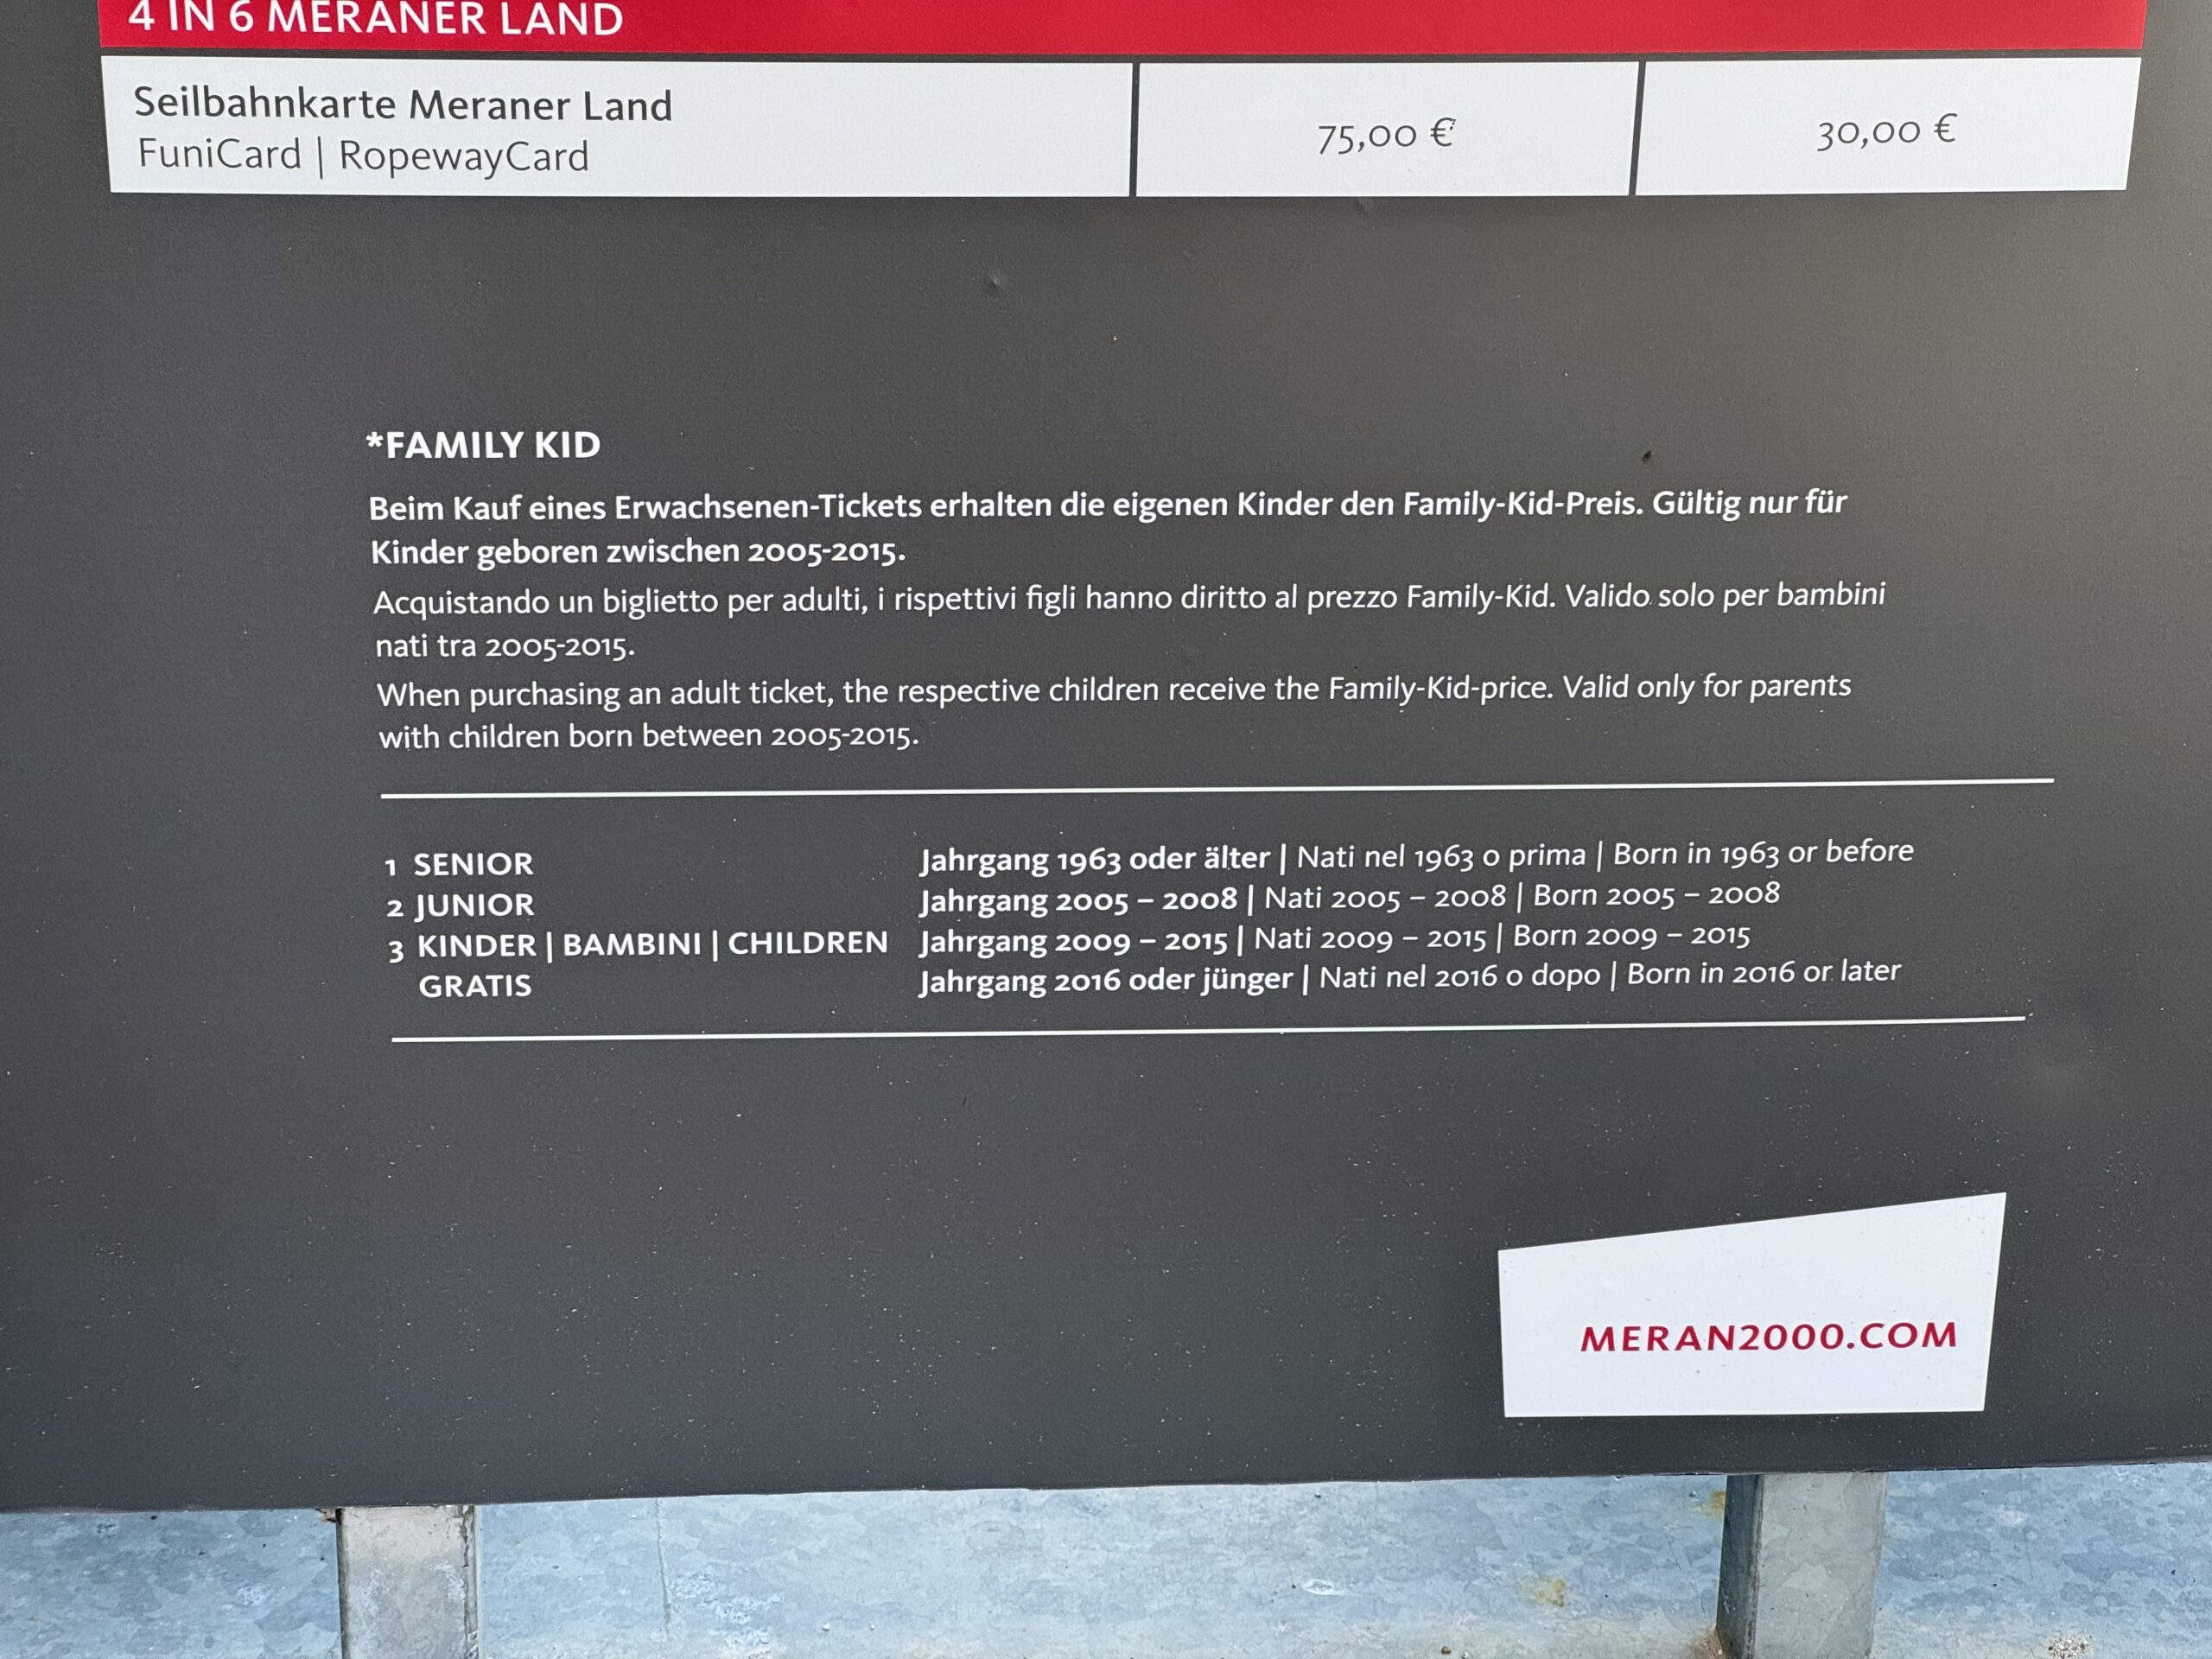 4 IN 6 MERANER LAND
Seilbahnkarte Meraner Land
FuniCard | RopewayCard
75,00 €
30,00 €
*FAMILY KID
Beim Kauf eines Erwachsenen-Tickets erhalten die eigenen Kinder den Family-Kid-Preis. Gültig nur für
Kinder geboren zwischen 2005-2015.
Acquistando un biglietto per adulti, i rispettivi figli hanno diritto al prezzo Family-Kid. Valido solo per bambini
nati tra 2005-2015.
When purchasing an adult ticket, the respective children receive the Family-Kid-price. Valid only for parents
with children born between 2005-2015.
1 SENIOR Jahrgang 1963 oder älter | Nati nel 1963 o prima | Born in 1963 or before
2 JUNIOR Jahrgang 2005 – 2008 | Nati 2005 – 2008 | Born 2005 – 2008
3 KINDER | BAMBINI | CHILDREN Jahrgang 2009 – 2015 | Nati 2009 – 2015 | Born 2009 – 2015
GRATIS Jahrgang 2016 oder jünger | Nati nel 2016 o dopo | Born in 2016 or later
MERAN2000.COM